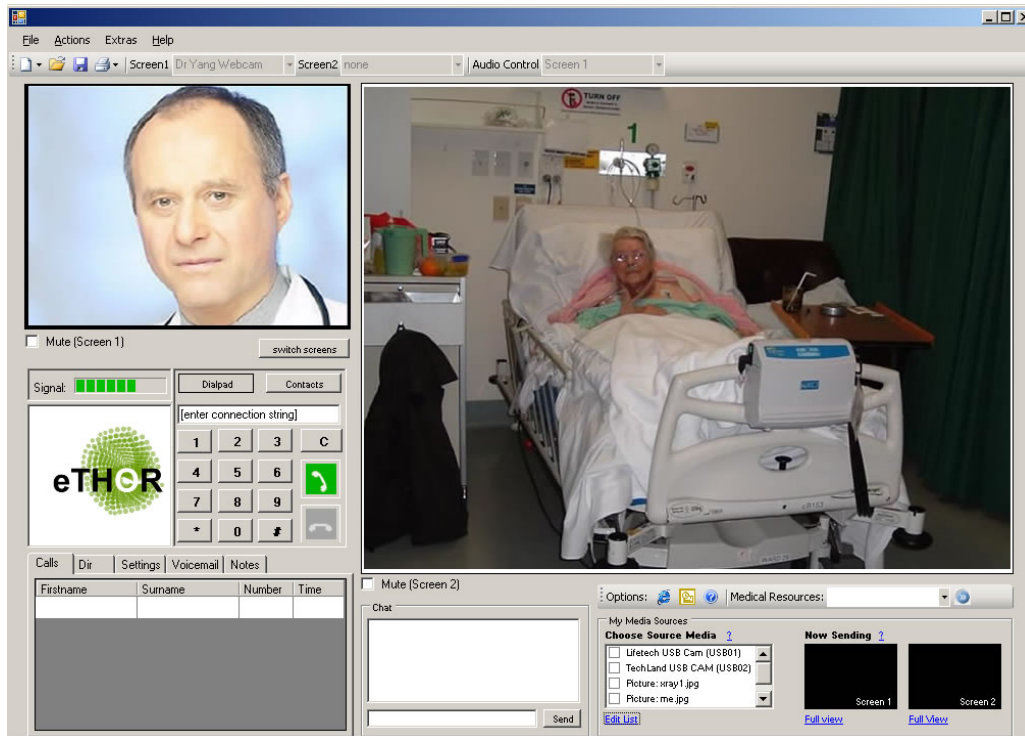 File Actions Extras Help
Screen1 Dr Yang Webcam Screen2 none Audio Control Screen 1
TURN OFF
1
Mute (Screen 1)
switch screens
Signal:
Dialpad Contacts
[enter connection string]
1 2 3 C
4 5 6
7 8 9
* 0 #
eTHOR
Calls Dir Settings Voicemail Notes
Firstname Surname Number Time
Mute (Screen 2)
Chat
Send
Options: Medical Resources:
My Media Sources
Choose Source Media ?
Lifetech USB Cam (USB01)
TechLand USB CAM (USB02)
Picture: xray1.jpg
Picture: me.jpg
Edit List
Now Sending ?
Screen 1 Screen 2
Full view Full View